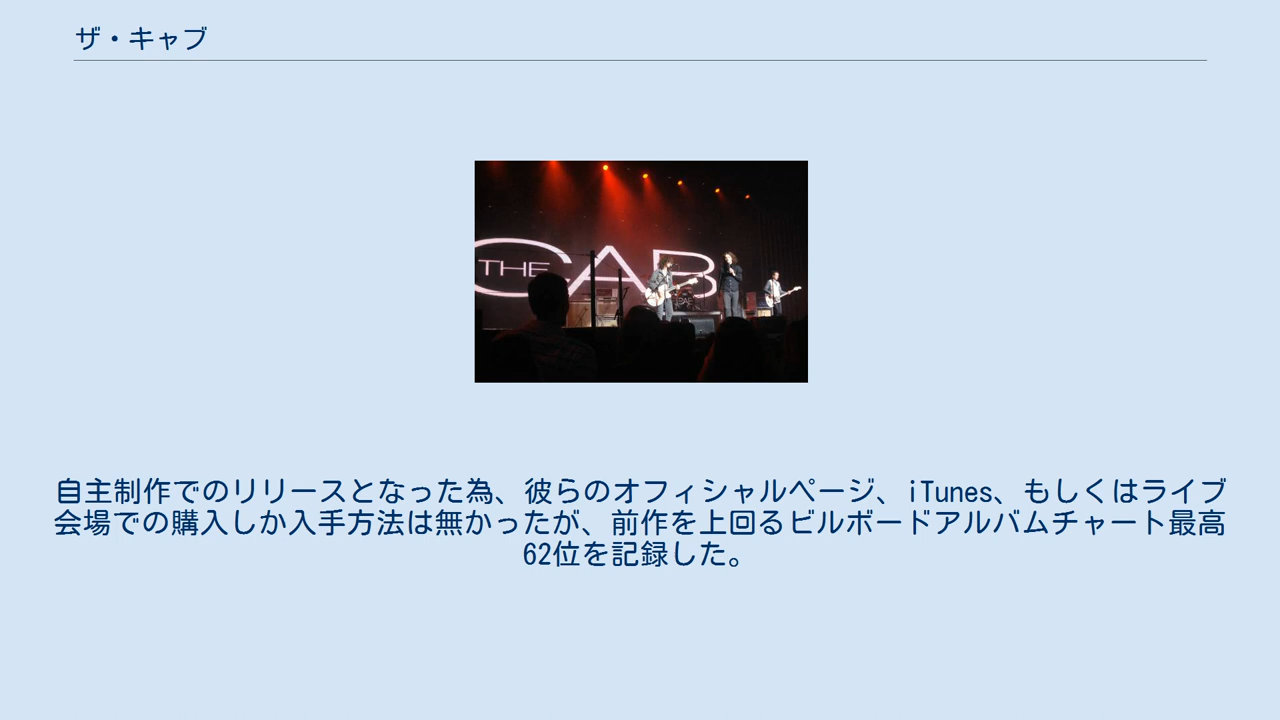 ザ・キャブ
THE CAB
自主制作でのリリースとなった為、彼らのオフィシャルページ、iTunes、もしくはライブ
会場での購入しか入手方法は無かったが、前作を上回るビルボードアルバムチャート最高
62位を記録した。